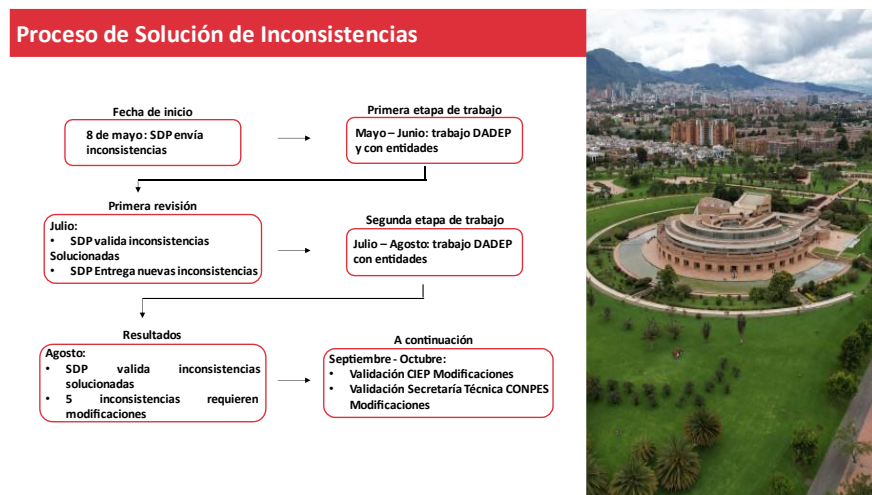 Proceso de Solución de Inconsistencias
Fecha de inicio
8 de mayo: SDP envía
inconsistencias
Primera etapa de trabajo
Mayo – Junio: trabajo DADEP
y con entidades
Primera revisión
Julio:
• SDP valida inconsistencias
Solucionadas
• SDP Entrega nuevas inconsistencias
Segunda etapa de trabajo
Julio – Agosto: trabajo DADEP
con entidades
Resultados
Agosto:
• SDP valida inconsistencias
solucionadas
• 5 inconsistencias requieren
modificaciones
A continuación
Septiembre - Octubre:
• Validación CIEP Modificaciones
• Validación Secretaría Técnica CONPES
Modificaciones